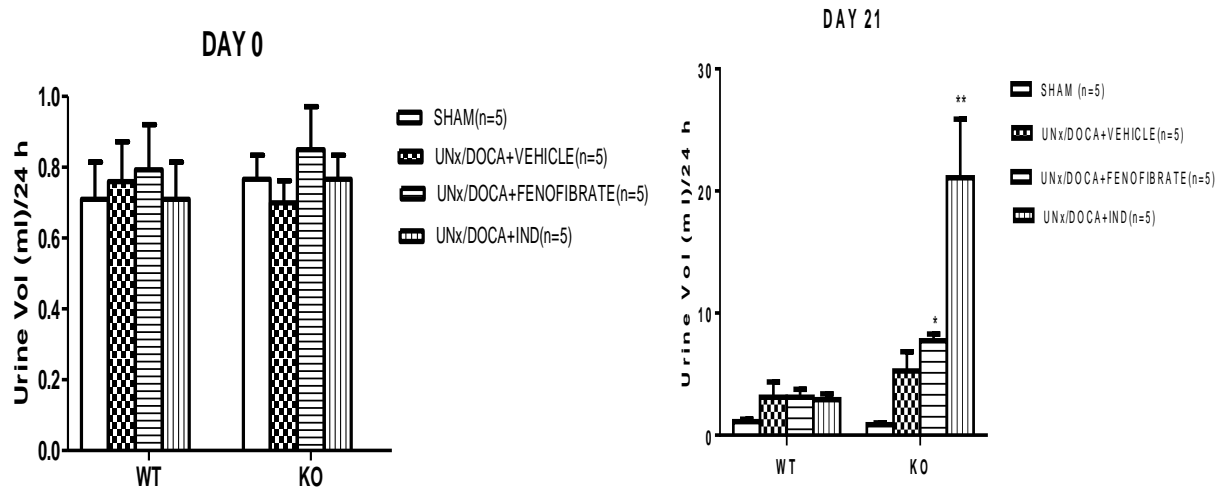 DAY 0
Urine Vol (ml)/24 h
1.0
0.8
0.6
0.4
0.2
0.0
WT
KO
SHAM(n=5)
UNx/DOCA+VEHICLE(n=5)
UNx/DOCA+FENOFIBRATE(n=5)
UNx/DOCA+IND(n=5)
DAY 21
Urine Vol (ml)/24 h
30
20
10
0
*
**
WT
KO
SHAM (n=5)
UNx/DOCA+VEHICLE(n=5)
UNx/DOCA+FENOFIBRATE(n=5)
UNx/DOCA+IND(n=5)